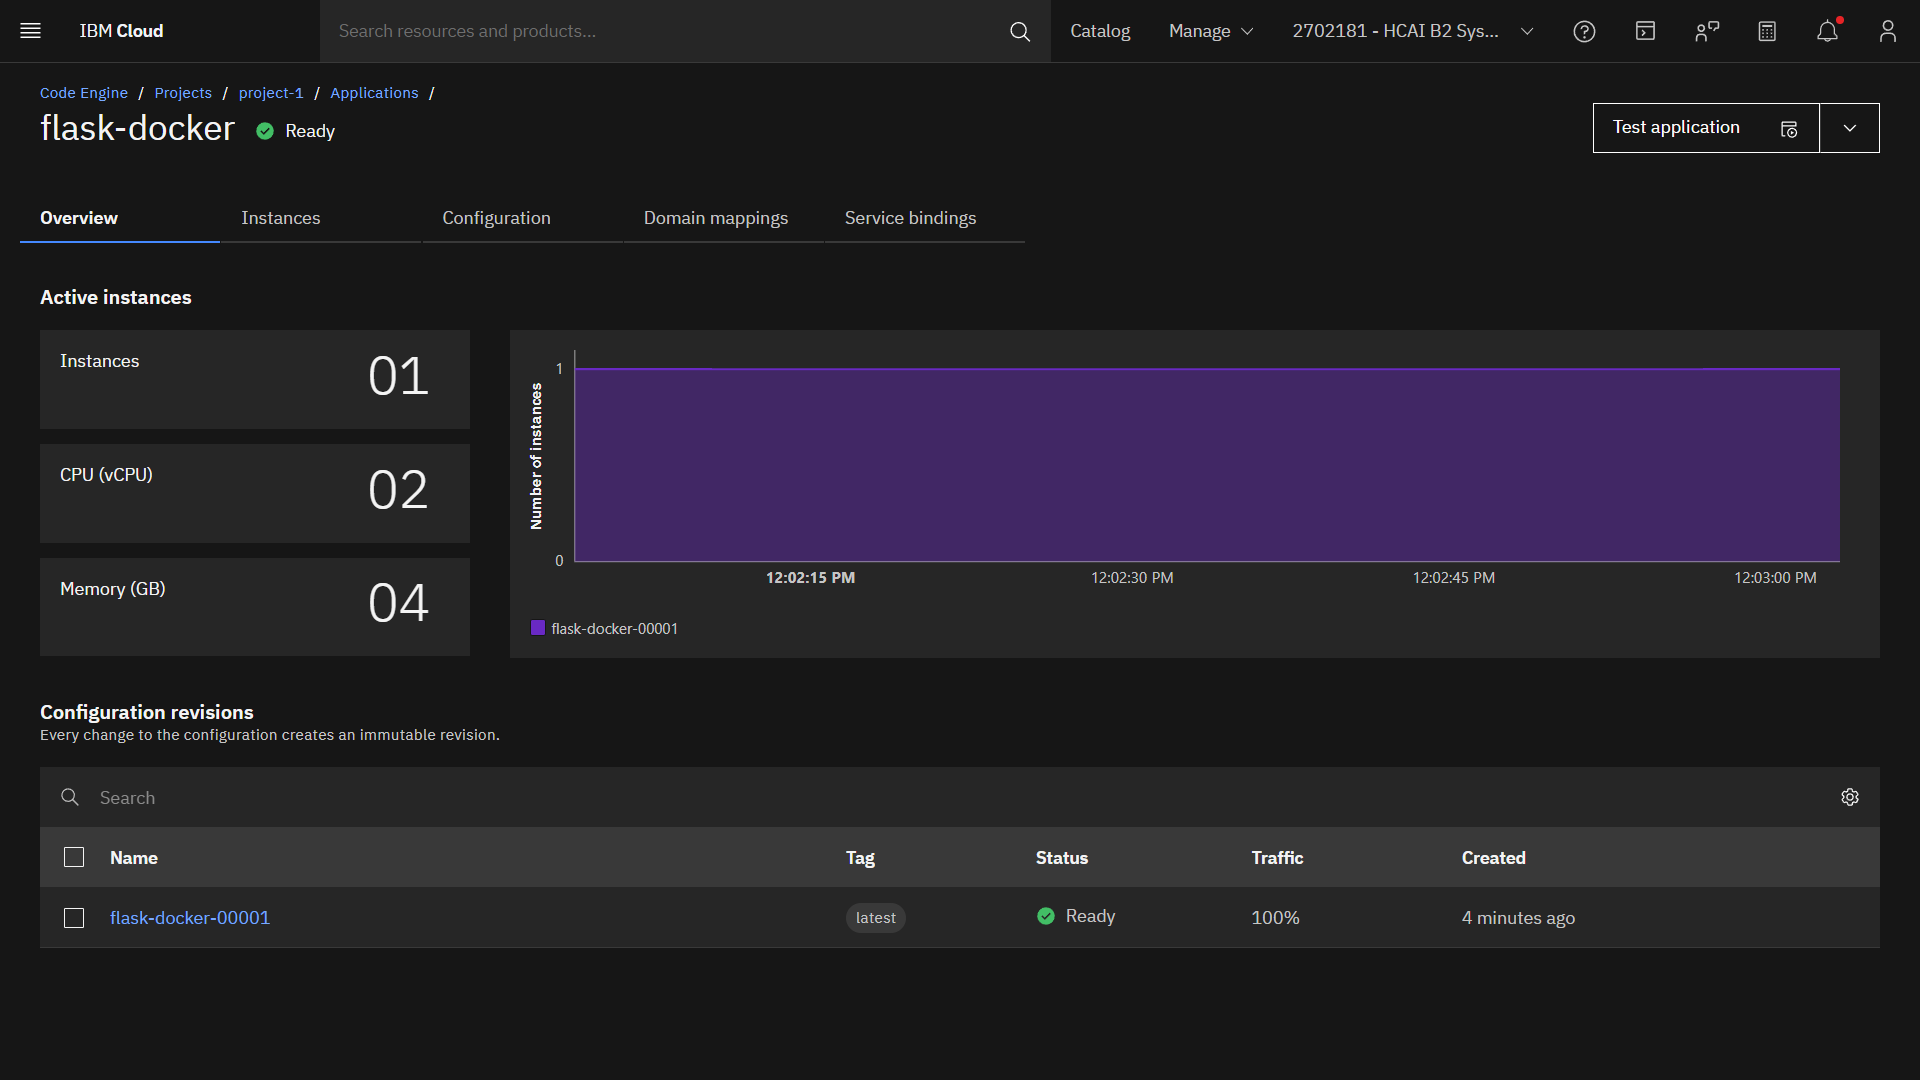 IBM Cloud
Search resources and products...
Catalog
Manage
2702181 - HCAI B2 Sys...
Code Engine / Projects / project-1 / Applications /
flask-docker
Ready
Test application
Overview
Instances
Configuration
Domain mappings
Service bindings
Active instances
Instances
01
CPU (vCPU)
02
Memory (GB)
04
Number of instances
1
0
12:02:15 PM
12:02:30 PM
12:02:45 PM
12:03:00 PM
flask-docker-00001
Configuration revisions
Every change to the configuration creates an immutable revision.
Search
Name Tag Status Traffic Created
flask-docker-00001 latest Ready 100% 4 minutes ago